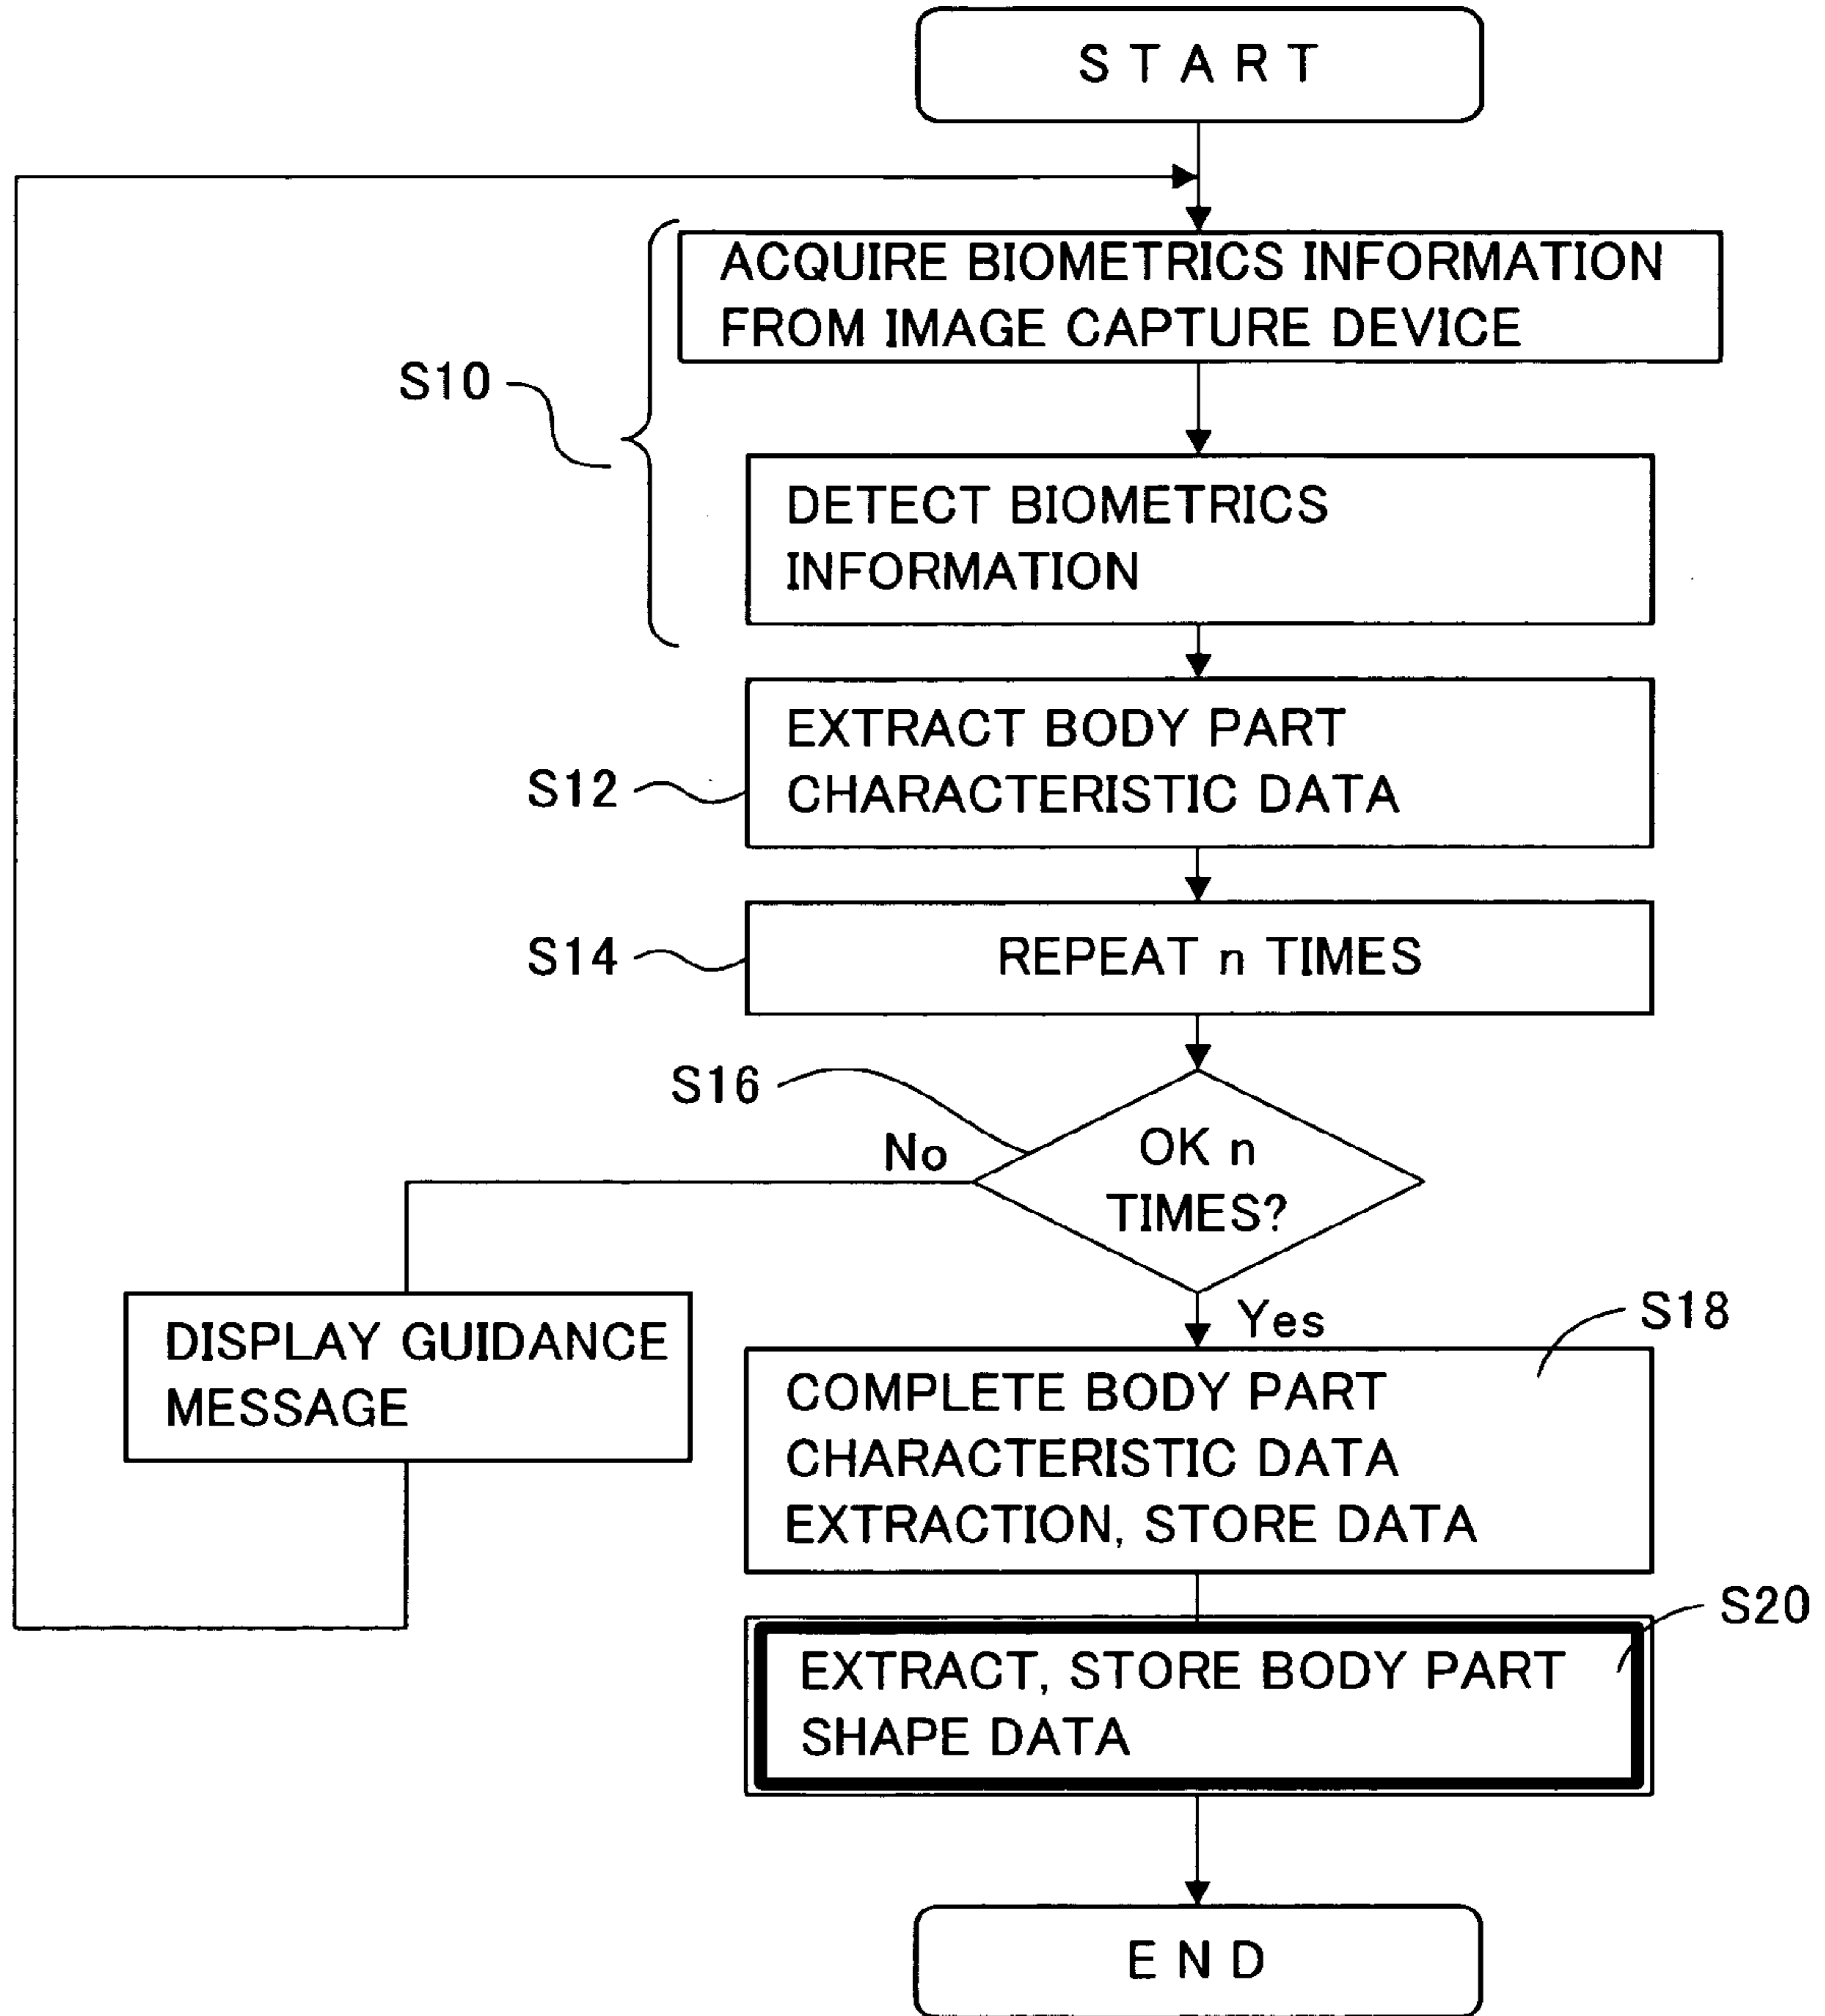 START
ACQUIRE BIOMETRICS INFORMATION
FROM IMAGE CAPTURE DEVICE
S10
DETECT BIOMETRICS
INFORMATION
EXTRACT BODY PART
CHARACTERISTIC DATA
S12
S14
REPEAT n TIMES
S16
No
OK n
TIMES?
Yes
DISPLAY GUIDANCE
MESSAGE
S18
COMPLETE BODY PART
CHARACTERISTIC DATA
EXTRACTION, STORE DATA
S20
EXTRACT, STORE BODY PART
SHAPE DATA
END